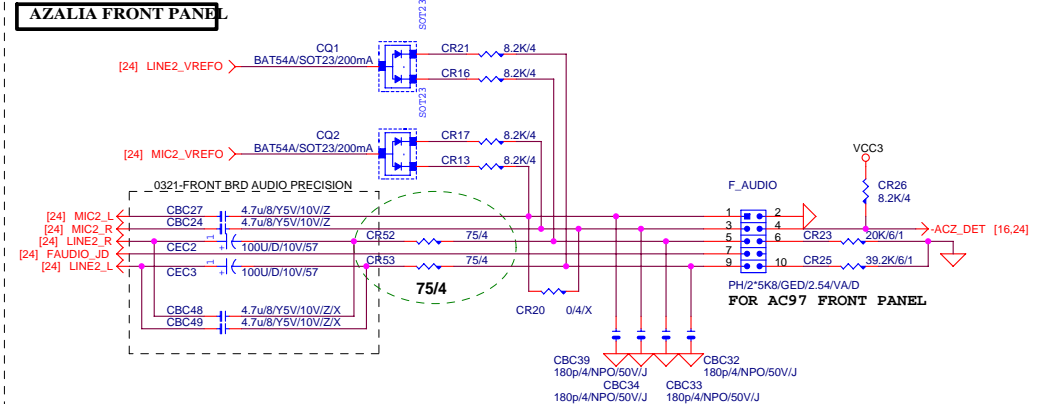 AZALIA FRONT PANEL
SOT23
CQ1
BAT54A/SOT23/200mA
[24] LINE2_VREFO
CR21 8.2K/4
CR16 8.2K/4
SOT23
CQ2
BAT54A/SOT23/200mA
[24] MIC2_VREFO
CR17 8.2K/4
CR13 8.2K/4
VCC3
CR26
8.2K/4
0321-FRONT BRD AUDIO PRECISION
F_AUDIO
[24] MIC2_L CBC27 4.7u/8/Y5V/10V/Z 1 2
[24] MIC2_R CBC24 4.7u/8/Y5V/10V/Z 3 4 -ACZ_DET [16,24]
[24] LINE2_R CEC2 1 + 100U/D/10V/57 CR52 75/4 5 6 CR23 20K/6/1
[24] FAUDIO_JD 7
[24] LINE2_L CEC3 1 + 100U/D/10V/57 CR53 75/4 9 10 CR25 39.2K/6/1
75/4
PH/2*5K8/GED/2.54/VA/D
FOR AC97 FRONT PANEL
CR20 0/4/X
CBC48 4.7u/8/Y5V/10V/Z/X
CBC49 4.7u/8/Y5V/10V/Z/X
CBC39
180p/4/NPO/50V/J
CBC32
180p/4/NPO/50V/J
CBC34
180p/4/NPO/50V/J
CBC33
180p/4/NPO/50V/J